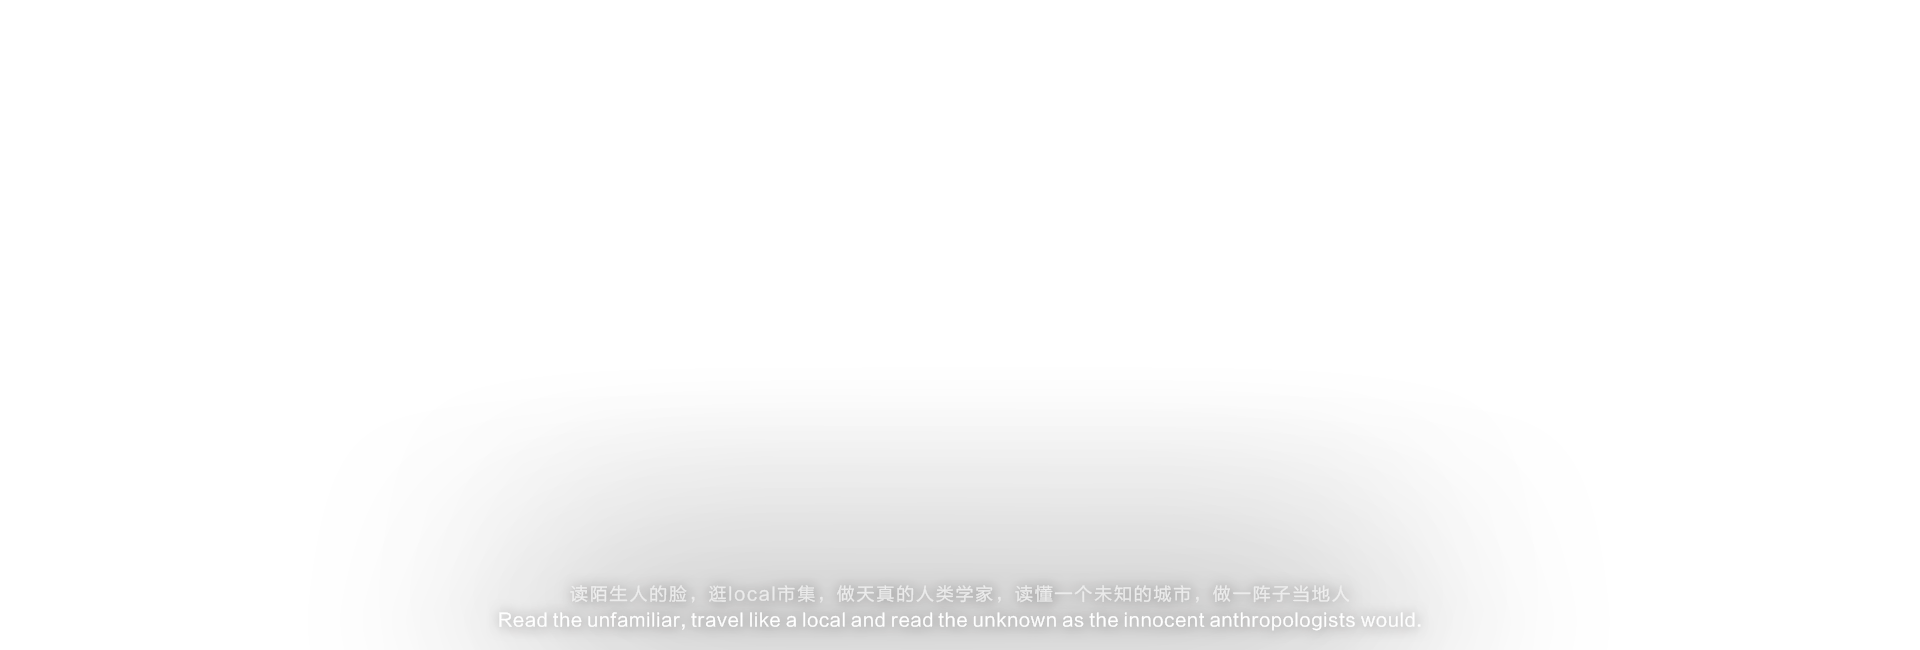 读陌生人的脸，逛local市集，做天真的人类学家，读懂一个未知的城市，做一阵子当地人
Read the unfamiliar, travel like a local and read the unknown as the innocent anthropologists would.